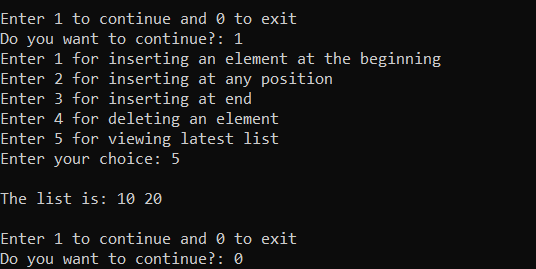 Enter 1 to continue and 0 to exit
Do you want to continue?: 1
Enter 1 for inserting an element at the beginning
Enter 2 for inserting at any position
Enter 3 for inserting at end
Enter 4 for deleting an element
Enter 5 for viewing latest list
Enter your choice: 5
The list is: 10 20
Enter 1 to continue and 0 to exit
Do you want to continue?: 0